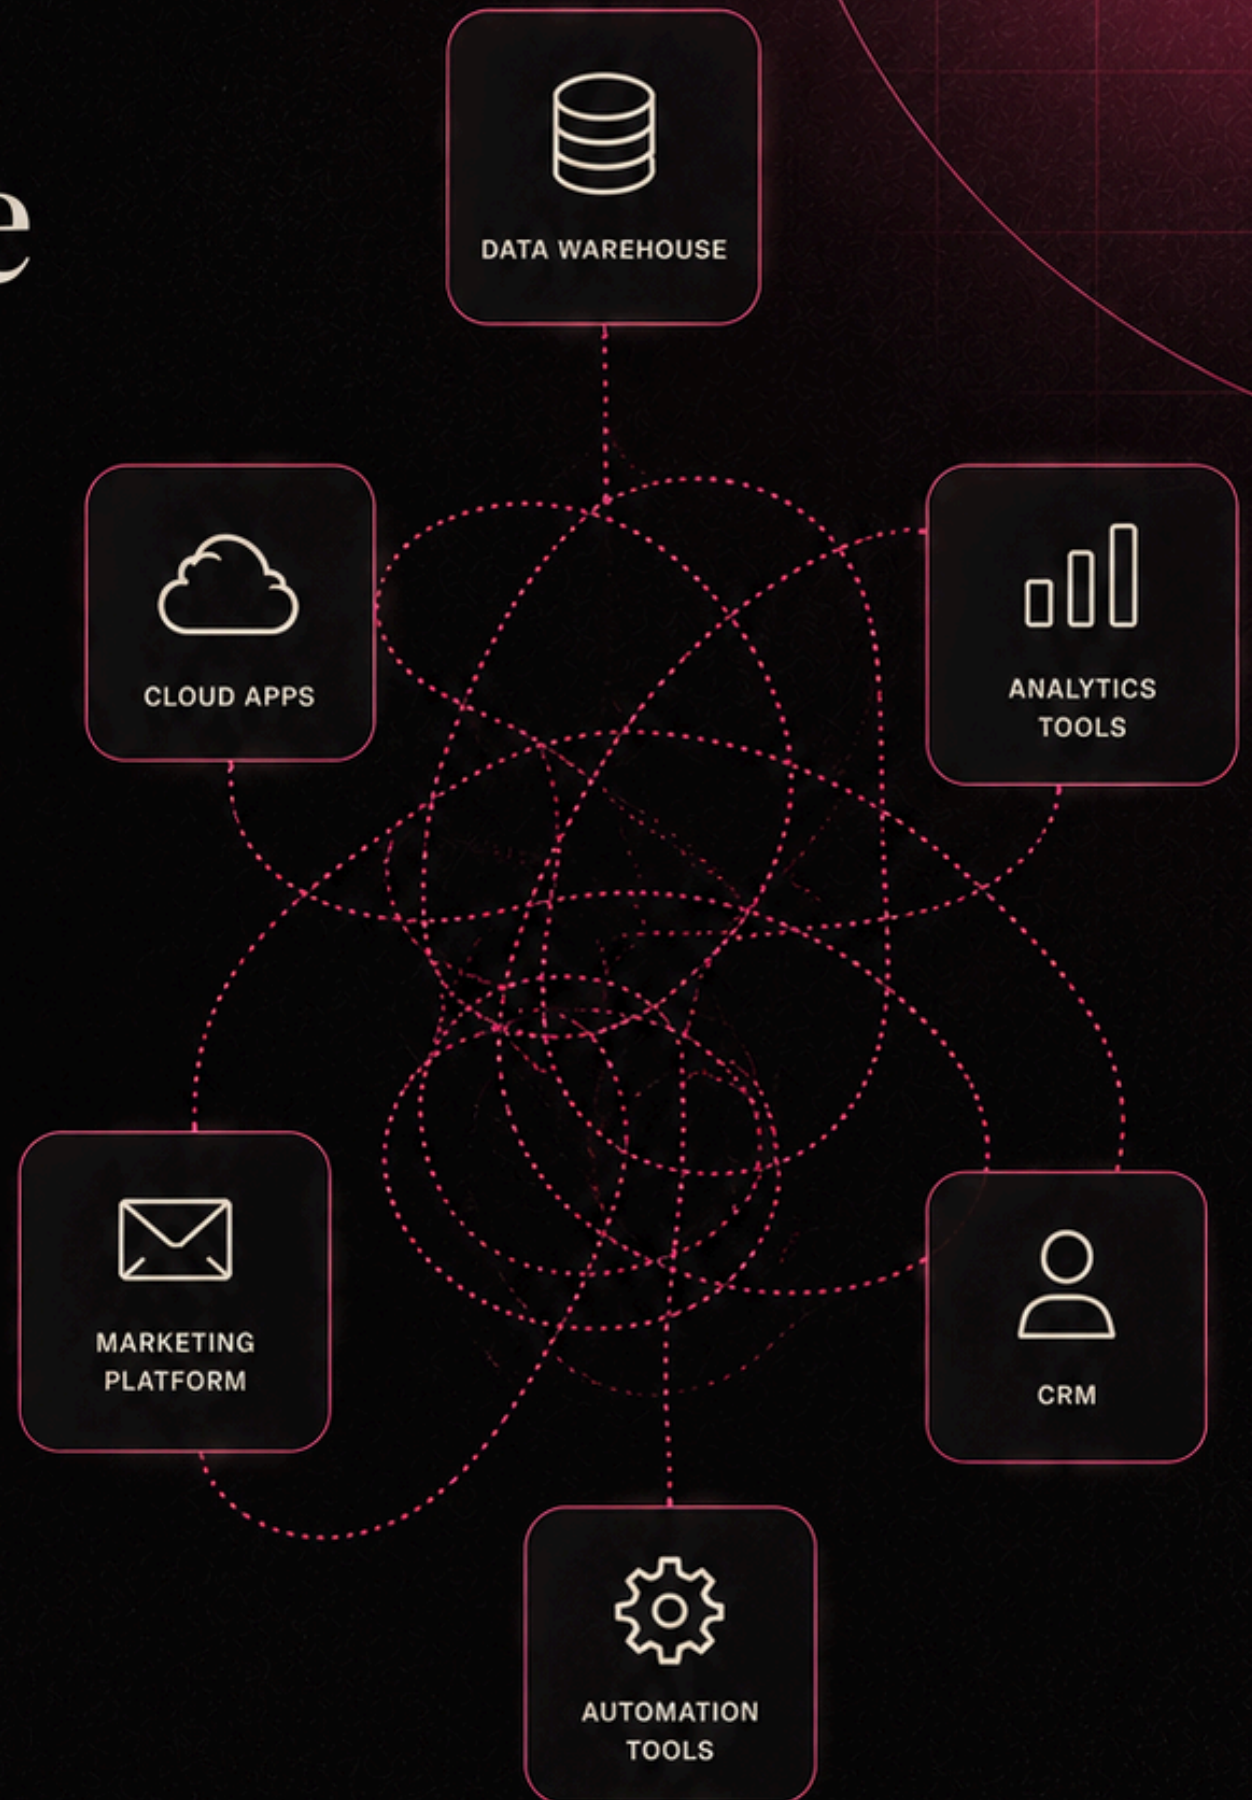 e
DATA WAREHOUSE
CLOUD APPS
ANALYTICS
TOOLS
MARKETING
PLATFORM
CRM
AUTOMATION
TOOLS